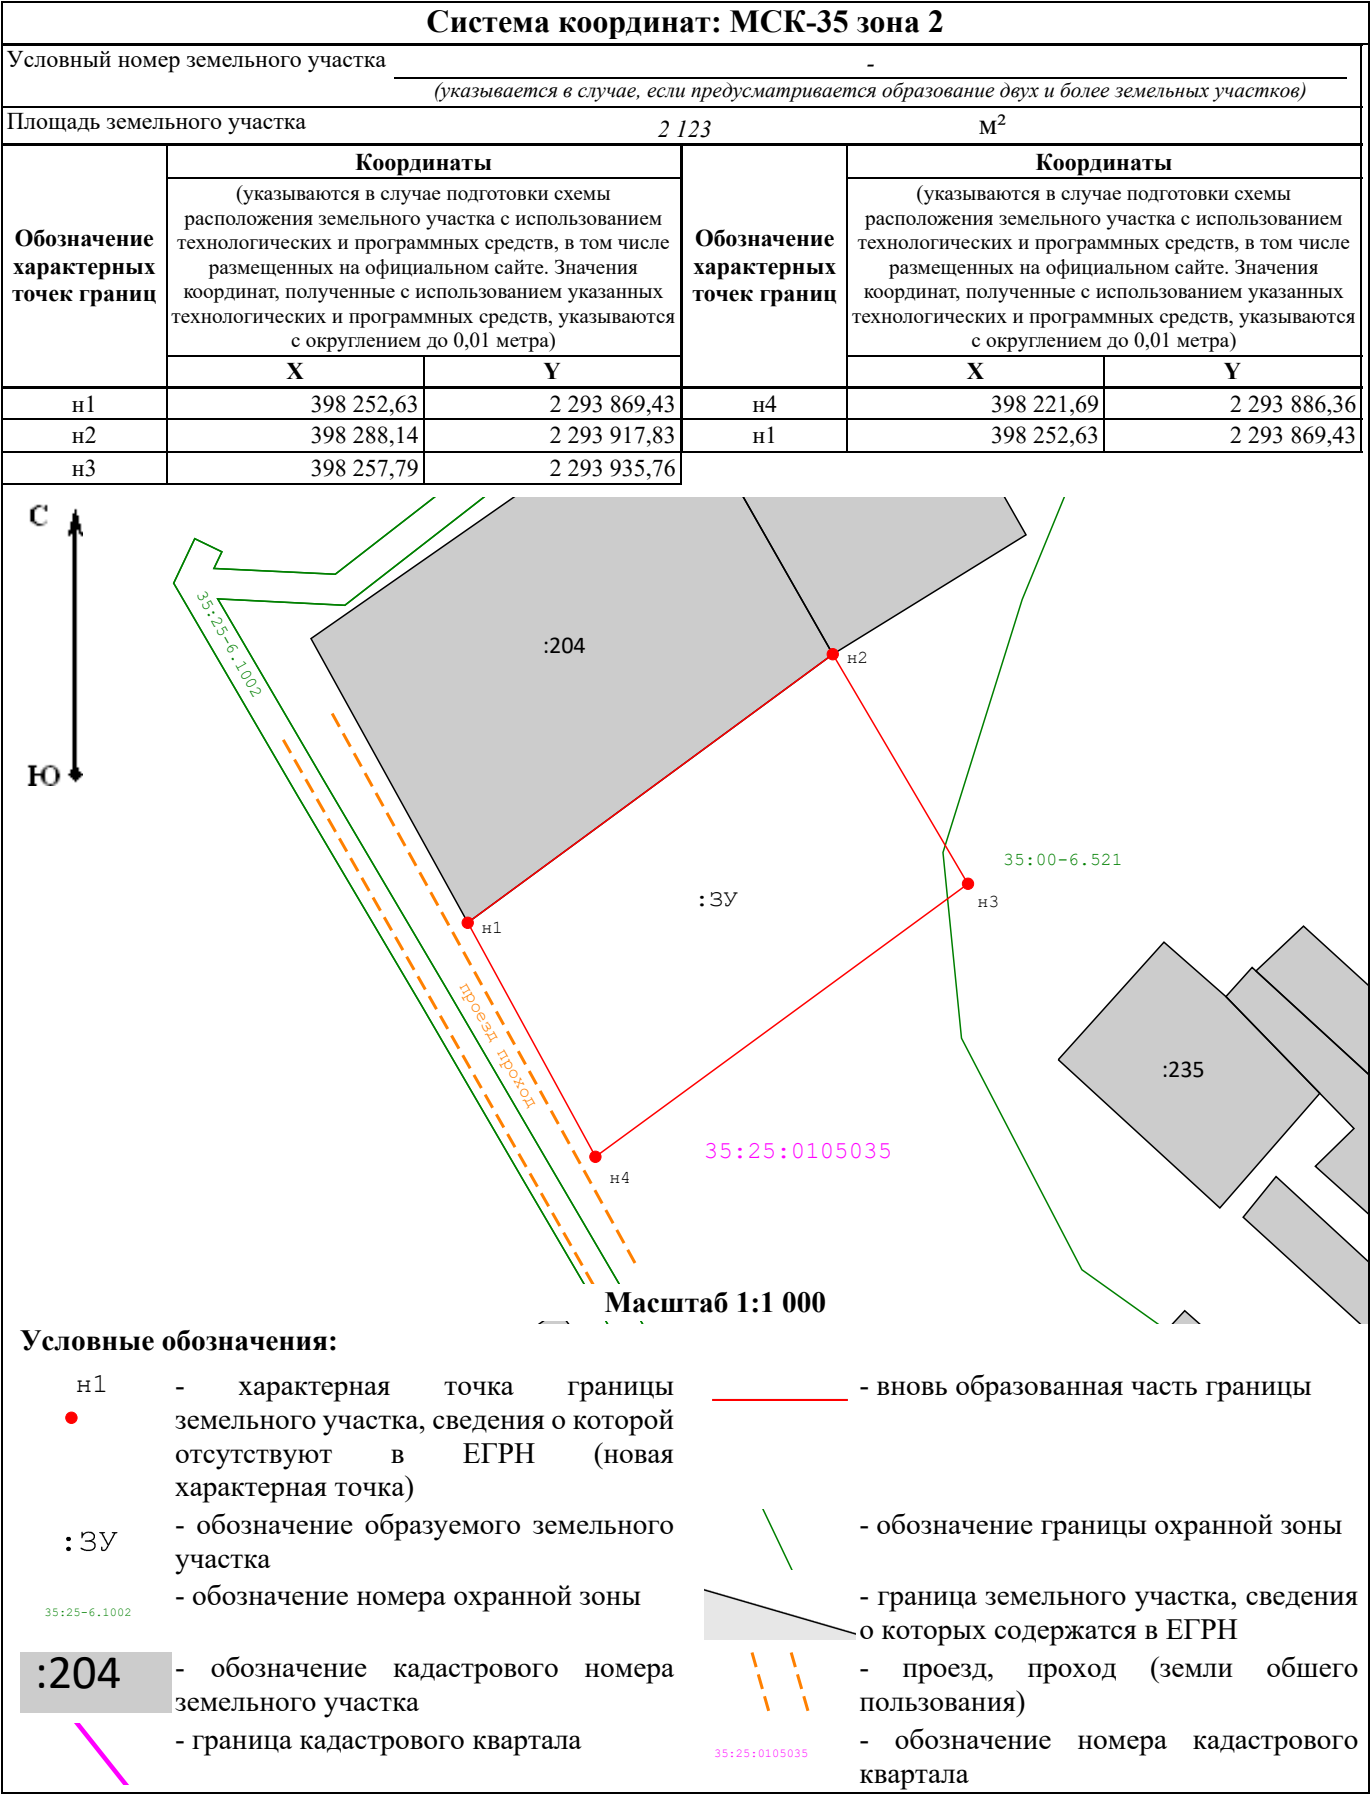 Система координат: МСК-35 зона 2
Условный номер земельного участка -
(указывается в случае, если предусматривается образование двух и более земельных участков)
Площадь земельного участка 2 123 м²
Обозначение
характерных
точек границ
Координаты
(указываются в случае подготовки схемы
расположения земельного участка с использованием
технологических и программных средств, в том числе
размещенных на официальном сайте. Значения
координат, полученные с использованием указанных
технологических и программных средств, указываются
с округлением до 0,01 метра)
X Y
Обозначение
характерных
точек границ
Координаты
(указываются в случае подготовки схемы
расположения земельного участка с использованием
технологических и программных средств, в том числе
размещенных на официальном сайте. Значения
координат, полученные с использованием указанных
технологических и программных средств, указываются
с округлением до 0,01 метра)
X Y
н1 398 252,63 2 293 869,43 н4 398 221,69 2 293 886,36
н2 398 288,14 2 293 917,83 н1 398 252,63 2 293 869,43
н3 398 257,79 2 293 935,76
С
Ю
35:25-6.1002
:204
н2
35:00-6.521
:ЗУ
н3
н1
проезд проход
:235
35:25:0105035
н4
Масштаб 1:1 000
Условные обозначения:
н1
- характерная точка границы
земельного участка, сведения о которой
отсутствуют в ЕГРН (новая
характерная точка)
- вновь образованная часть границы
:ЗУ
- обозначение образуемого земельного
участка
- обозначение границы охранной зоны
35:25-6.1002
- обозначение номера охранной зоны
- граница земельного участка, сведения
о которых содержатся в ЕГРН
:204
- обозначение кадастрового номера
земельного участка
- проезд, проход (земли обшего
пользования)
- граница кадастрового квартала
35:25:0105035
- обозначение номера кадастрового
квартала